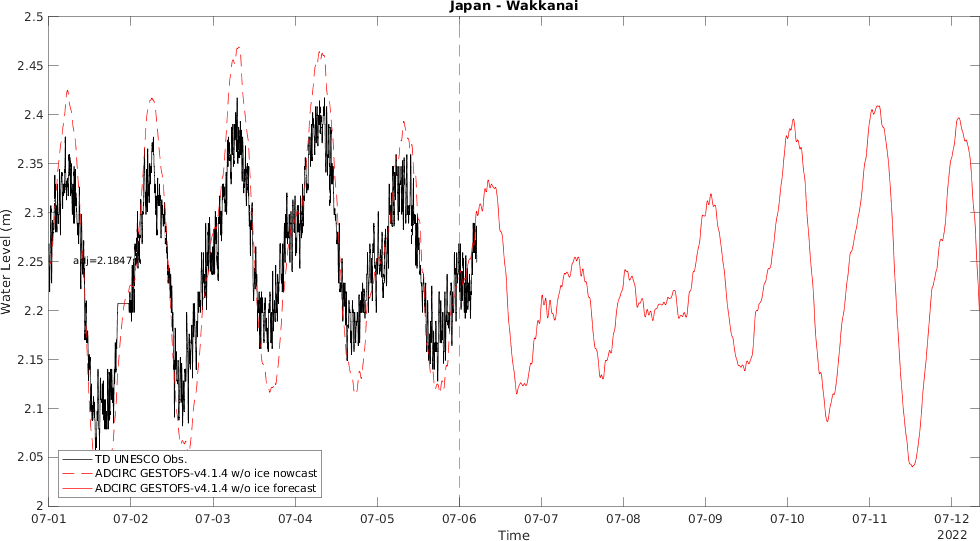 Japan - Wakkanai
2.5
2.45
2.4
2.35
2.3
2.25
2.2
2.15
2.1
2.05
2
Water Level (m)
adj=2.1847
TD UNESCO Obs.
ADCIRC GESTOFS-v4.1.4 w/o ice nowcast
ADCIRC GESTOFS-v4.1.4 w/o ice forecast
07-01 07-02 07-03 07-04 07-05 07-06 07-07 07-08 07-09 07-10 07-11 07-12
Time
2022